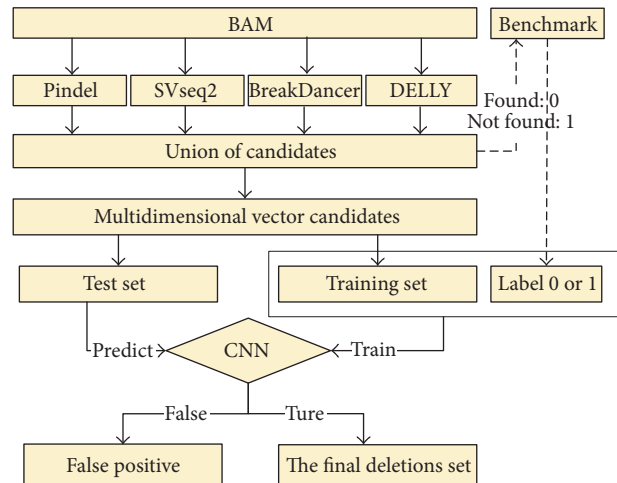 BAM
Benchmark
Pindel
SVseq2
BreakDancer
DELLY
Found: 0
Not found: 1
Union of candidates
Multidimensional vector candidates
Test set
Training set
Label 0 or 1
Predict
CNN
Train
False
Ture
False positive
The final deletions set